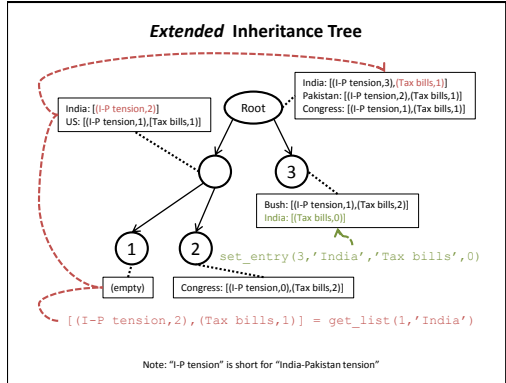 Extended Inheritance Tree
India: [(I-P tension,3),(Tax bills,1)]
Pakistan: [(I-P tension,2),(Tax bills,1)]
Congress: [(I-P tension,1),(Tax bills,1)]
India: [(I-P tension,2)]
US: [(I-P tension,1),(Tax bills,1)]
Root
3
Bush: [(I-P tension,1),(Tax bills,2)]
India: [(Tax bills,0)]
1
2
set_entry(3,'India','Tax bills',0)
(empty)
Congress: [(I-P tension,0),(Tax bills,2)]
[(I-P tension,2),(Tax bills,1)] = get_list(1,'India')
Note: "I-P tension" is short for "India-Pakistan tension"